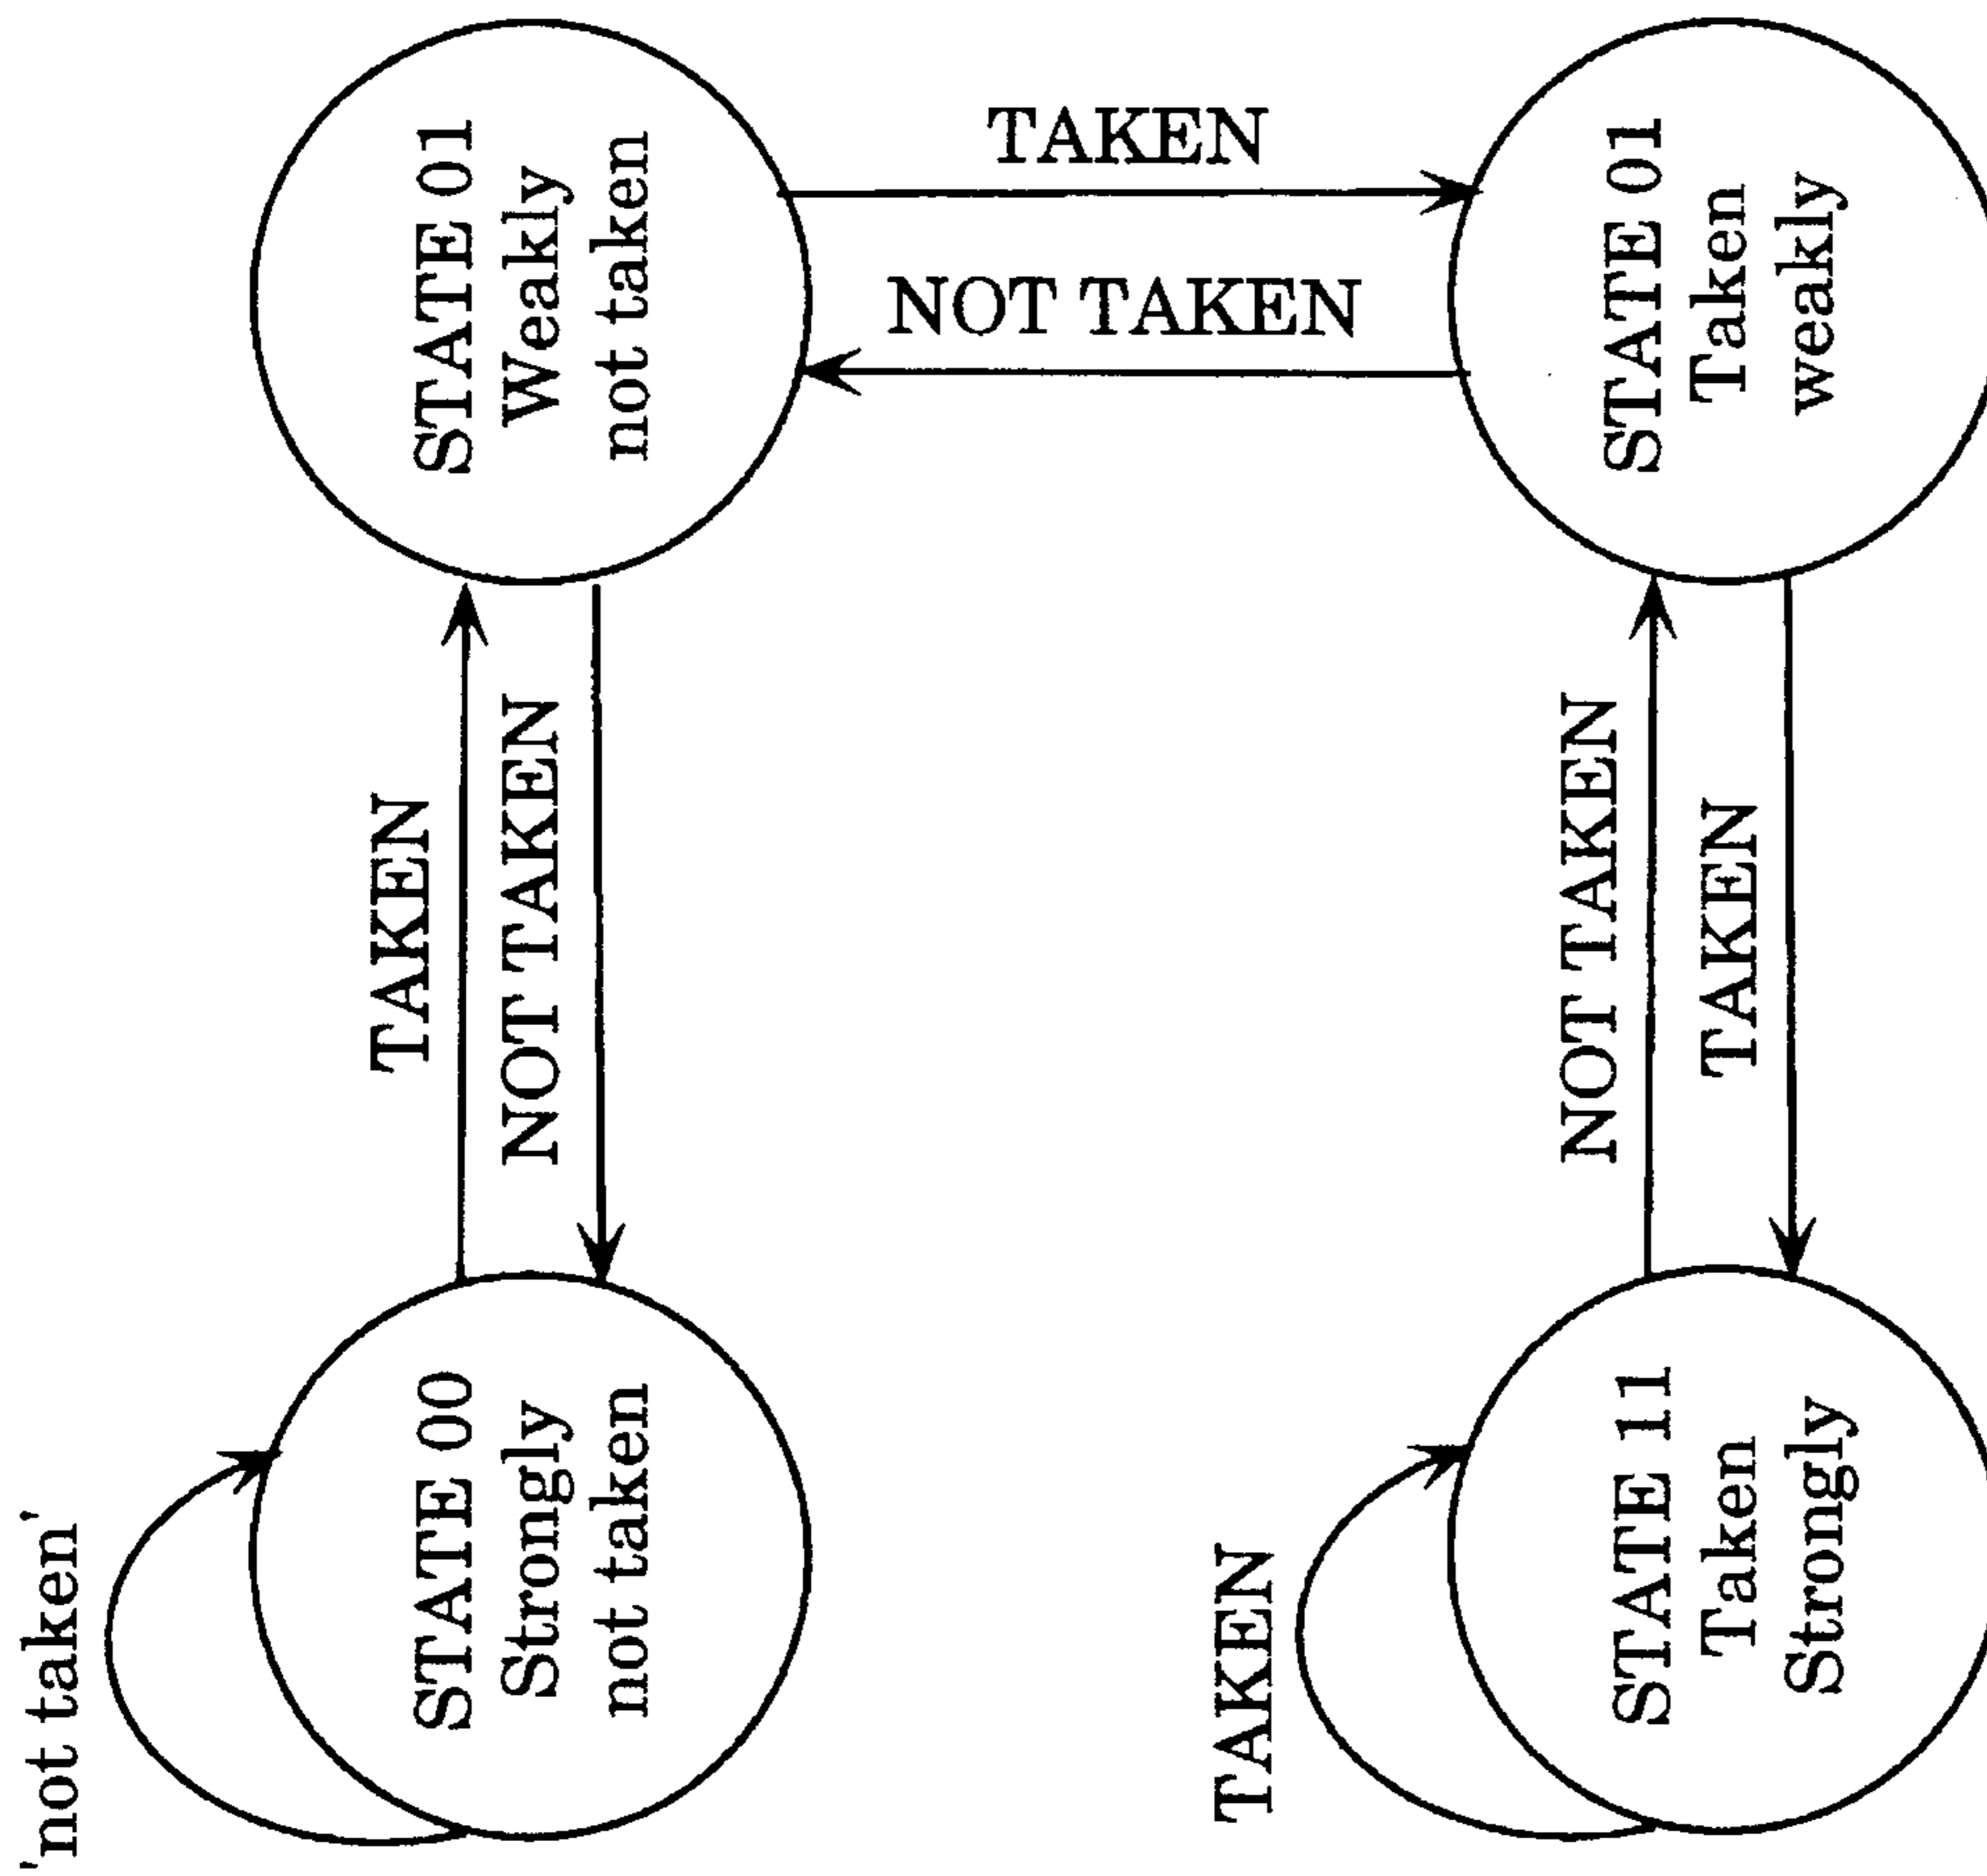 'not taken'
STATE 00
Strongly
not taken
TAKEN
NOT TAKEN
STATE 01
Weakly
not taken
TAKEN
NOT TAKEN
TAKEN
STATE 11
Taken
Strongly
NOT TAKEN
TAKEN
STATE 01
Taken
weakly